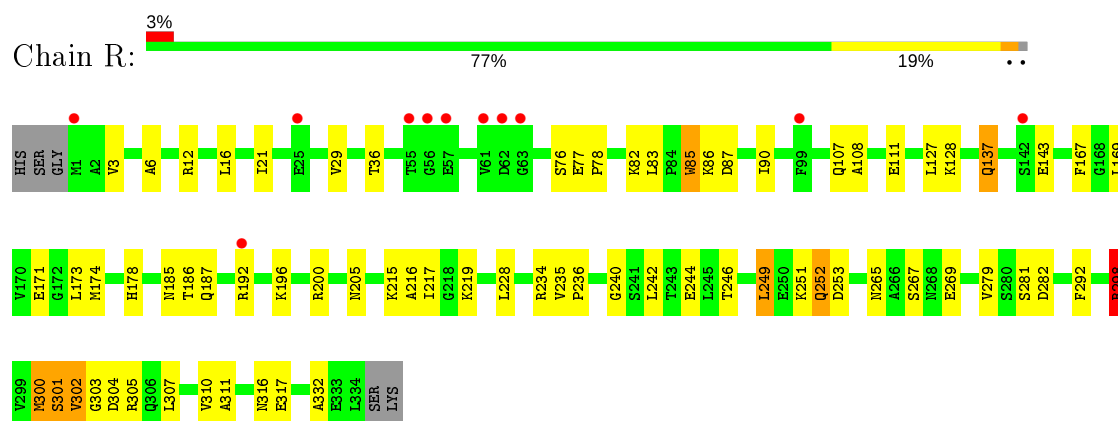 3%
Chain R:
77% 19% • •
HIS SER GLY M1 A2 V3 A6 R12 L16 I21 E25 V29 T36 T55 G56 E57 V61 D62 G63 S76 E77 P78 K82 L83 P84 W85 K86 D87 I90 F99 Q107 A108 E111 L127 K128 Q137 S142 E143 F167 G168 L169
V170 E171 G172 L173 M174 H178 N185 T186 Q187 R192 K196 R200 N205 K215 A216 I217 G218 K219 L228 R234 V235 P236 G240 S241 L242 T243 E244 L245 T246 L249 E250 K251 Q252 D253 N265 A266 S267 N268 E269 V279 S280 S281 D282 F292 R298
V299 M300 S301 V302 G303 D304 R305 Q306 L307 V310 A311 N316 E317 A332 E333 L334 SER LYS